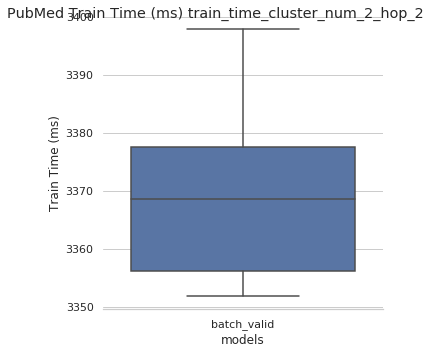 PubMed Train Time (ms) train_time_cluster_num_2_hop_2
3400
3390
3380
3370
3360
3350
Train Time (ms)
batch_valid
models